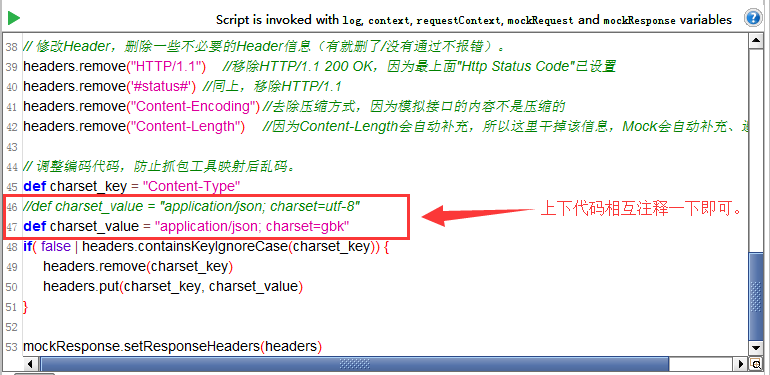 Script is invoked with log, context, requestContext, mockRequest and mockResponse variables
38 // 修改Header，删除一些不必要的Header信息（有就删了/没有通过不报错）。
39 headers.remove("HTTP/1.1") //移除HTTP/1.1 200 OK，因为最上面"Http Status Code"已设置
40 headers.remove('#status#') //同上，移除HTTP/1.1
41 headers.remove("Content-Encoding") //去除压缩方式，因为模拟接口的内容不是压缩的
42 headers.remove("Content-Length") //因为Content-Length会自动补充，所以这里干掉该信息，Mock会自动补充、
43
44 // 调整编码代码，防止抓包工具映射后乱码。
45 def charset_key = "Content-Type"
46 //def charset_value = "application/json; charset=utf-8"
47 def charset_value = "application/json; charset=gbk"
上下代码相互注释一下即可。
48 if( false | headers.containsKeyIgnoreCase(charset_key)) {
49 headers.remove(charset_key)
50 headers.put(charset_key, charset_value)
51 }
52
53 mockResponse.setResponseHeaders(headers)